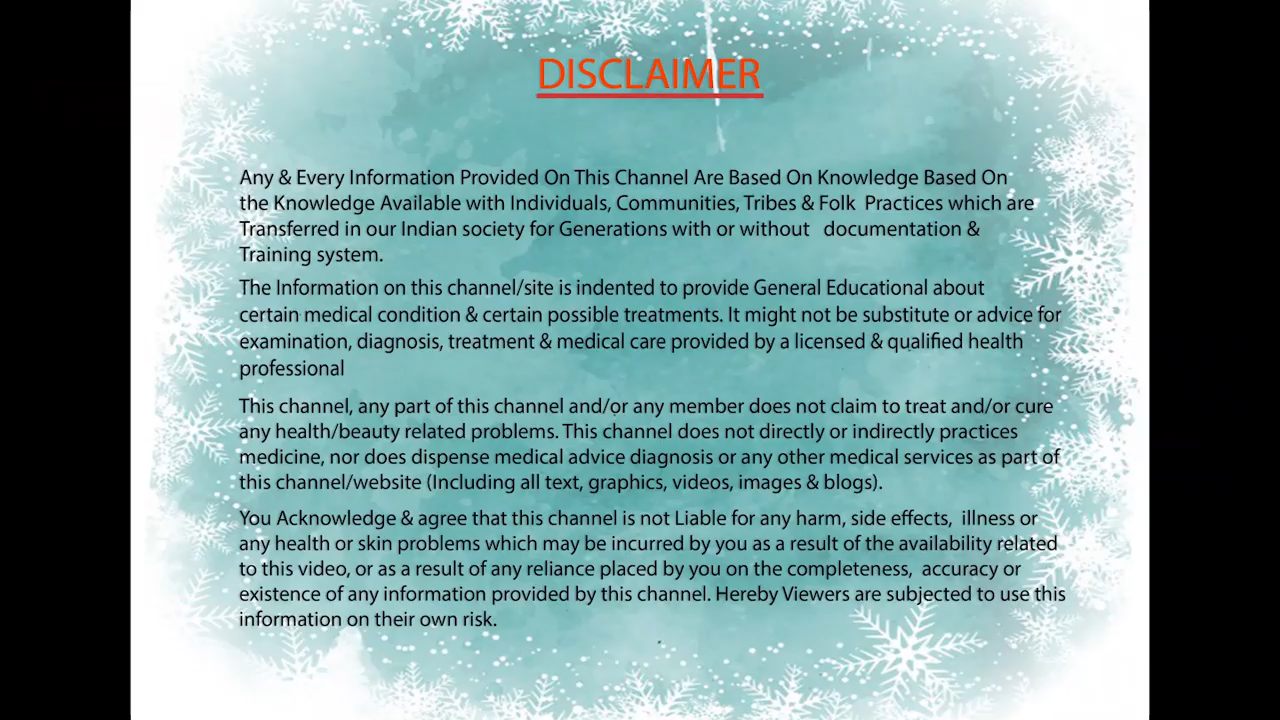 DISCLAIMER
Any & Every Information Provided On This Channel Are Based On Knowledge Based On
the Knowledge Available with Individuals, Communities, Tribes & Folk Practices which are
Transferred in our Indian society for Generations with or without documentation &
Training system.
The Information on this channel/site is indented to provide General Educational about
certain medical condition & certain possible treatments. It might not be substitute or advice for
examination, diagnosis, treatment & medical care provided by a licensed & qualified health
professional
This channel, any part of this channel and/or any member does not claim to treat and/or cure
any health/beauty related problems. This channel does not directly or indirectly practices
medicine, nor does dispense medical advice diagnosis or any other medical services as part of
this channel/website (Including all text, graphics, videos, images & blogs).
You Acknowledge & agree that this channel is not Liable for any harm, side effects, illness or
any health or skin problems which may be incurred by you as a result of the availability related
to this video, or as a result of any reliance placed by you on the completeness, accuracy or
existence of any information provided by this channel. Hereby Viewers are subjected to use this
information on their own risk.